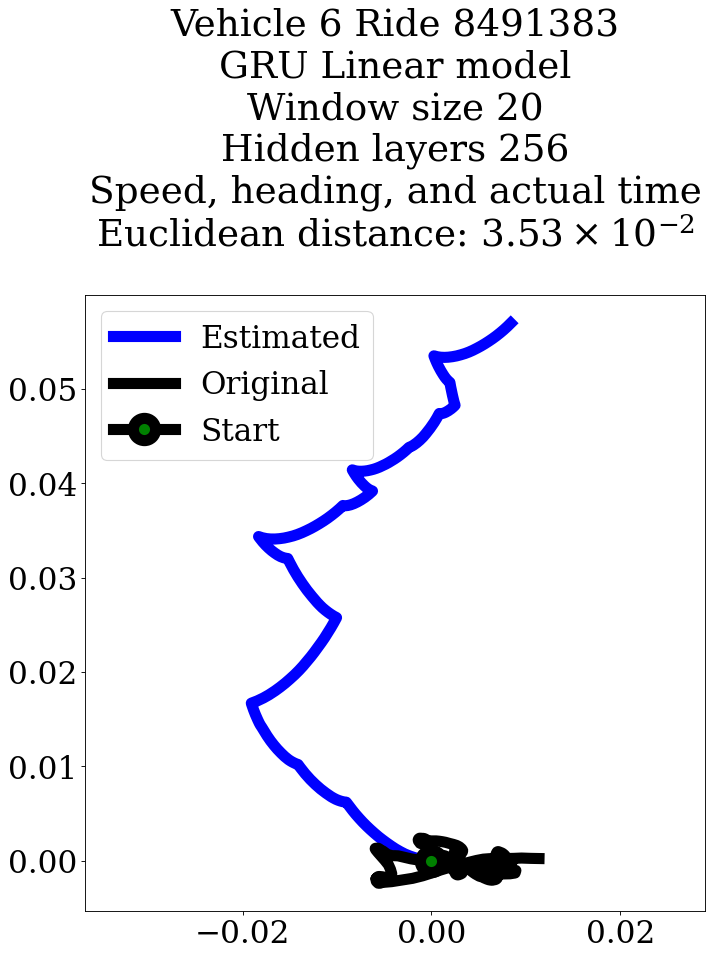 Vehicle 6 Ride 8491383
GRU Linear model
Window size 20
Hidden layers 256
Speed, heading, and actual time
Euclidean distance: 3.53 × 10⁻²
Estimated
Original
Start
0.05
0.04
0.03
0.02
0.01
0.00
−0.02 0.00 0.02